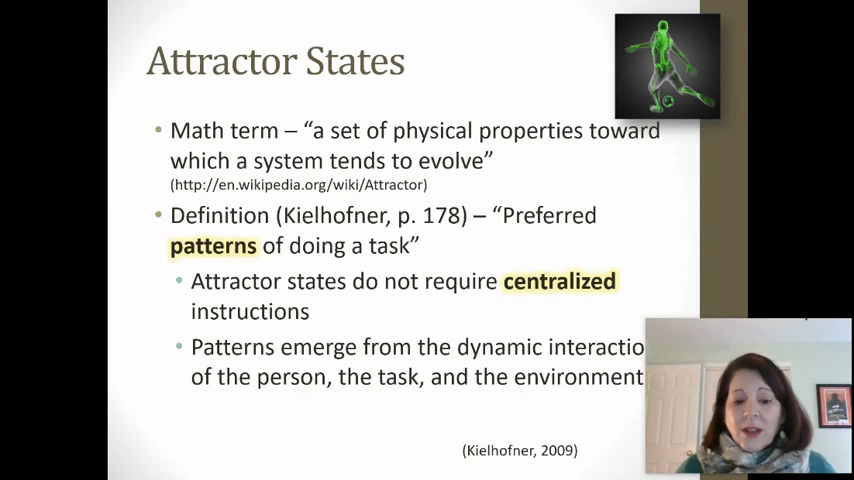 Attractor States
• Math term – “a set of physical properties toward
which a system tends to evolve”
(http://en.wikipedia.org/wiki/Attractor)
• Definition (Kielhofner, p. 178) – “Preferred
patterns of doing a task”
• Attractor states do not require centralized
instructions
• Patterns emerge from the dynamic interactio
of the person, the task, and the environment
(Kielhofner, 2009)